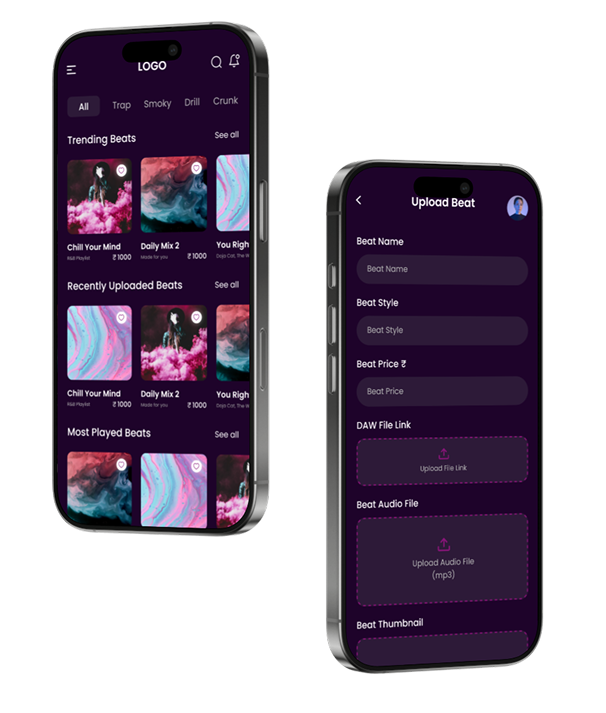 LOGO
All Trap Smoky Drill Crunk
Trending Beats See all
Chill Your Mind Daily Mix 2 You Righ
R&B Playlist ₹ 1000 Made for you ₹ 1000 Doja Cat, The W
Recently Uploaded Beats See all
Chill Your Mind Daily Mix 2 You Righ
R&B Playlist ₹ 1000 Made for you ₹ 1000 Doja Cat, The W
Most Played Beats See all
Upload Beat
Beat Name
Beat Name
Beat Style
Beat Style
Beat Price ₹
Beat Price
DAW File Link
Upload File Link
Beat Audio File
Upload Audio File
(mp3)
Beat Thumbnail